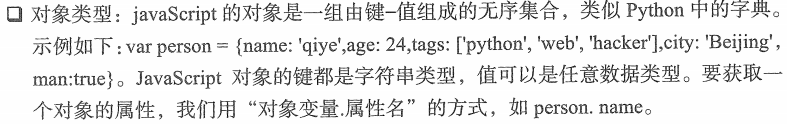 ❑ 对象类型：javaScript 的对象是一组由键–值组成的无序集合，类似 Python 中的字典。
示例如下：var person = {name: 'qiye',age: 24,tags: ['python', 'web', 'hacker'],city: 'Beijing',
man:true}。JavaScript 对象的键都是字符串类型，值可以是任意数据类型。要获取一
个对象的属性，我们用“对象变量.属性名”的方式，如 person. name。